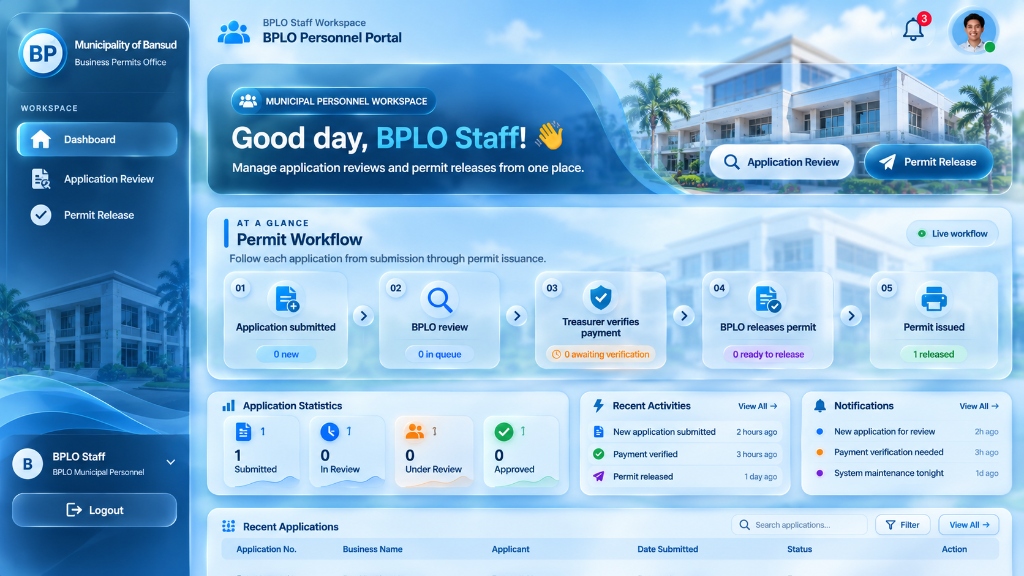 BP
Municipality of Bansud
Business Permits Office
WORKSPACE
Dashboard
Application Review
Permit Release
B
BPLO Staff
BPLO Municipal Personnel
Logout
BPLO Staff Workspace
BPLO Personnel Portal
3
MUNICIPAL PERSONNEL WORKSPACE
Good day, BPLO Staff! 👋
Manage application reviews and permit releases from one place.
Application Review
Permit Release
AT A GLANCE
Permit Workflow
Live workflow
Follow each application from submission through permit issuance.
01
Application submitted
0 new
02
BPLO review
0 in queue
03
Treasurer verifies
payment
0 awaiting verification
04
BPLO releases permit
0 ready to release
05
Permit issued
1 released
Application Statistics
1
1
Submitted
1
0
In Review
1
0
Under Review
1
0
Approved
Recent Activities
View All →
New application submitted 2 hours ago
Payment verified 3 hours ago
Permit released 1 day ago
Notifications
View All →
New application for review 2h ago
Payment verification needed 3h ago
System maintenance tonight 1d ago
Recent Applications
Search applications...
Filter
View All →
Application No. Business Name Applicant Date Submitted Status Action